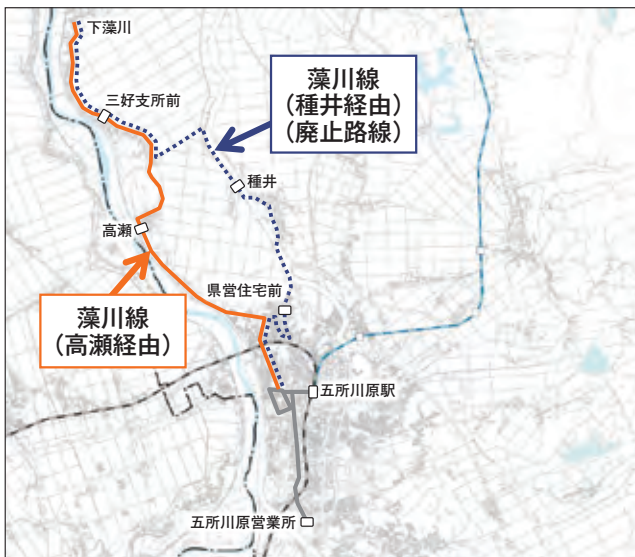 下藻川
三好支所前
藻川線
（種井経由）
（廃止路線）
種井
高瀬
県営住宅前
藻川線
（高瀬経由）
五所川原駅
五所川原営業所